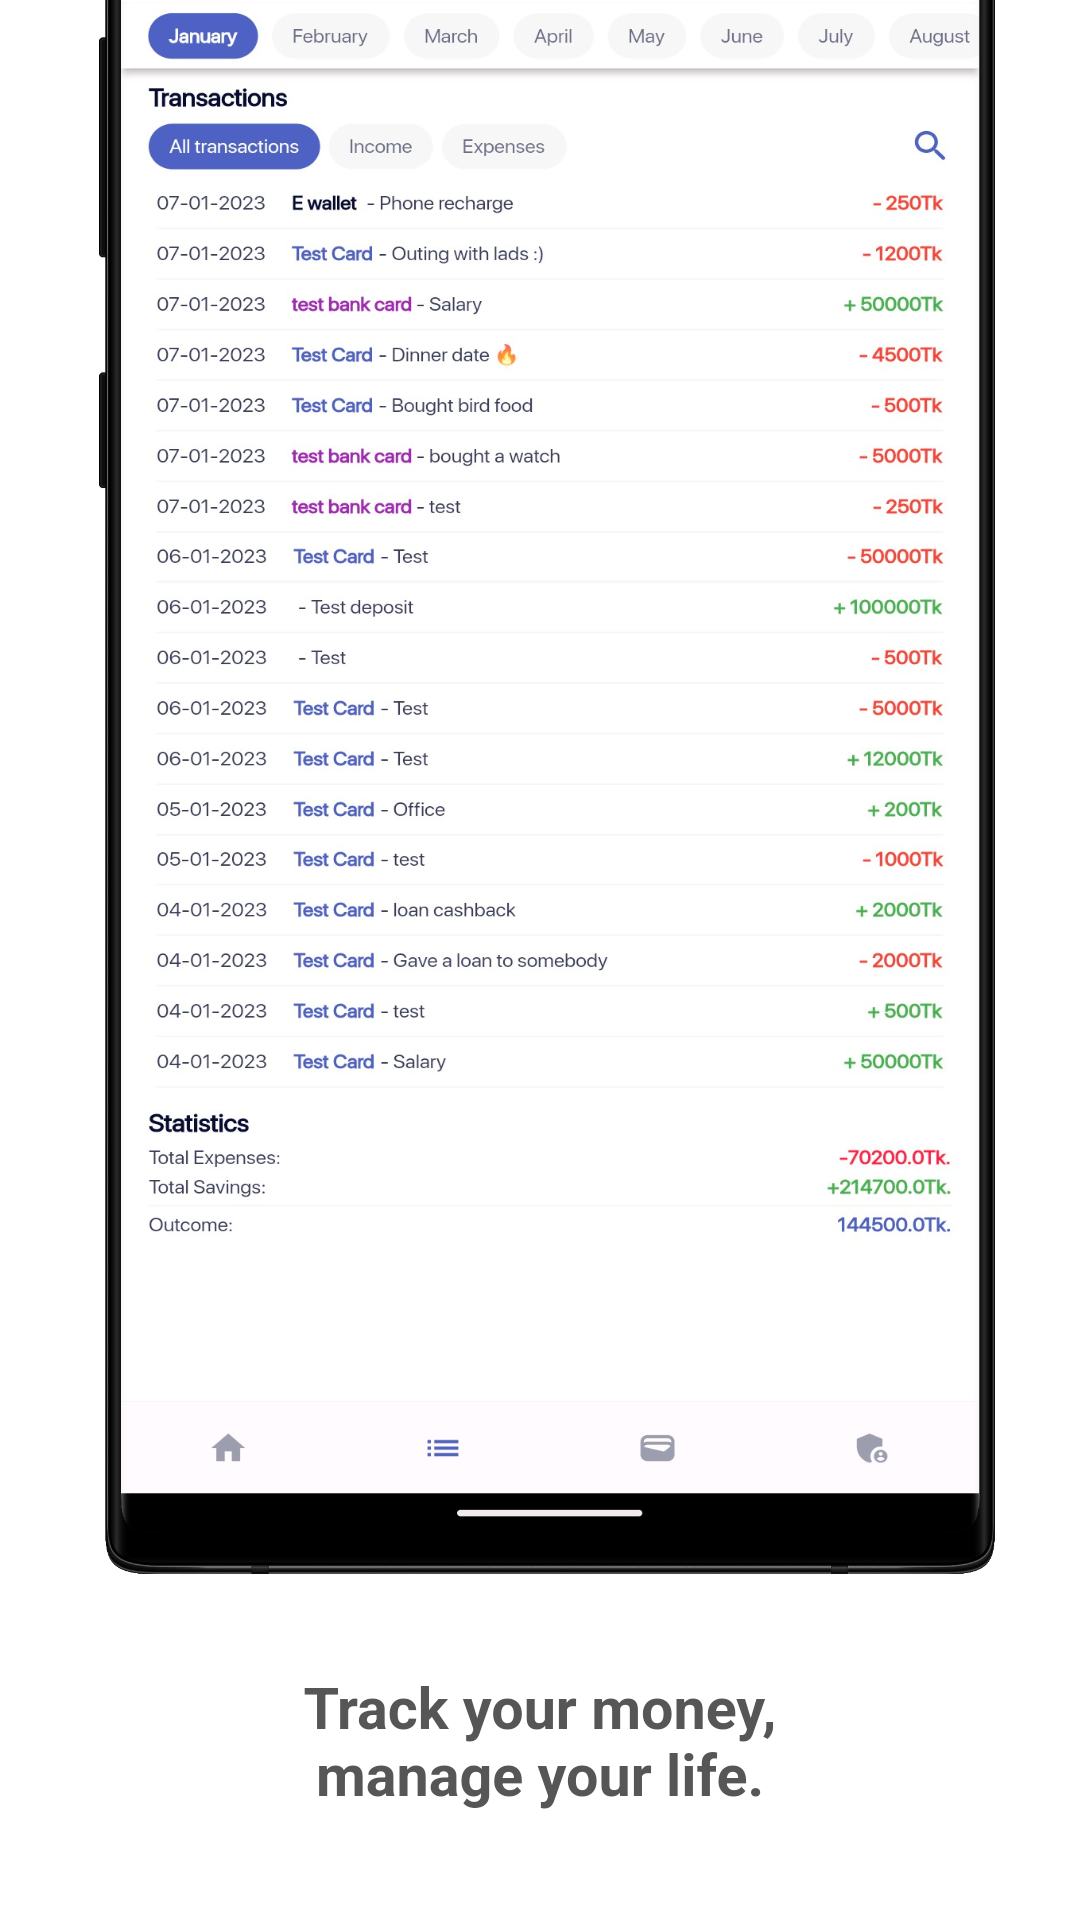 January February March April May June July August
Transactions
All transactions Income Expenses
07-01-2023 E wallet - Phone recharge - 250Tk
07-01-2023 Test Card - Outing with lads :) - 1200Tk
07-01-2023 test bank card - Salary + 50000Tk
07-01-2023 Test Card - Dinner date 🔥 - 4500Tk
07-01-2023 Test Card - Bought bird food - 500Tk
07-01-2023 test bank card - bought a watch - 5000Tk
07-01-2023 test bank card - test - 250Tk
06-01-2023 Test Card - Test - 50000Tk
06-01-2023 - Test deposit + 100000Tk
06-01-2023 - Test - 500Tk
06-01-2023 Test Card - Test - 5000Tk
06-01-2023 Test Card - Test + 12000Tk
05-01-2023 Test Card - Office + 200Tk
05-01-2023 Test Card - test - 1000Tk
04-01-2023 Test Card - loan cashback + 2000Tk
04-01-2023 Test Card - Gave a loan to somebody - 2000Tk
04-01-2023 Test Card - test + 500Tk
04-01-2023 Test Card - Salary + 50000Tk
Statistics
Total Expenses: -70200.0Tk.
Total Savings: +214700.0Tk.
Outcome: 144500.0Tk.
Track your money,
manage your life.